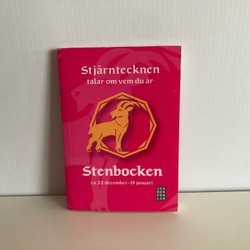 Stjärntecknen
talar om vem du är
Stenbocken
ca 22 december–19 januari